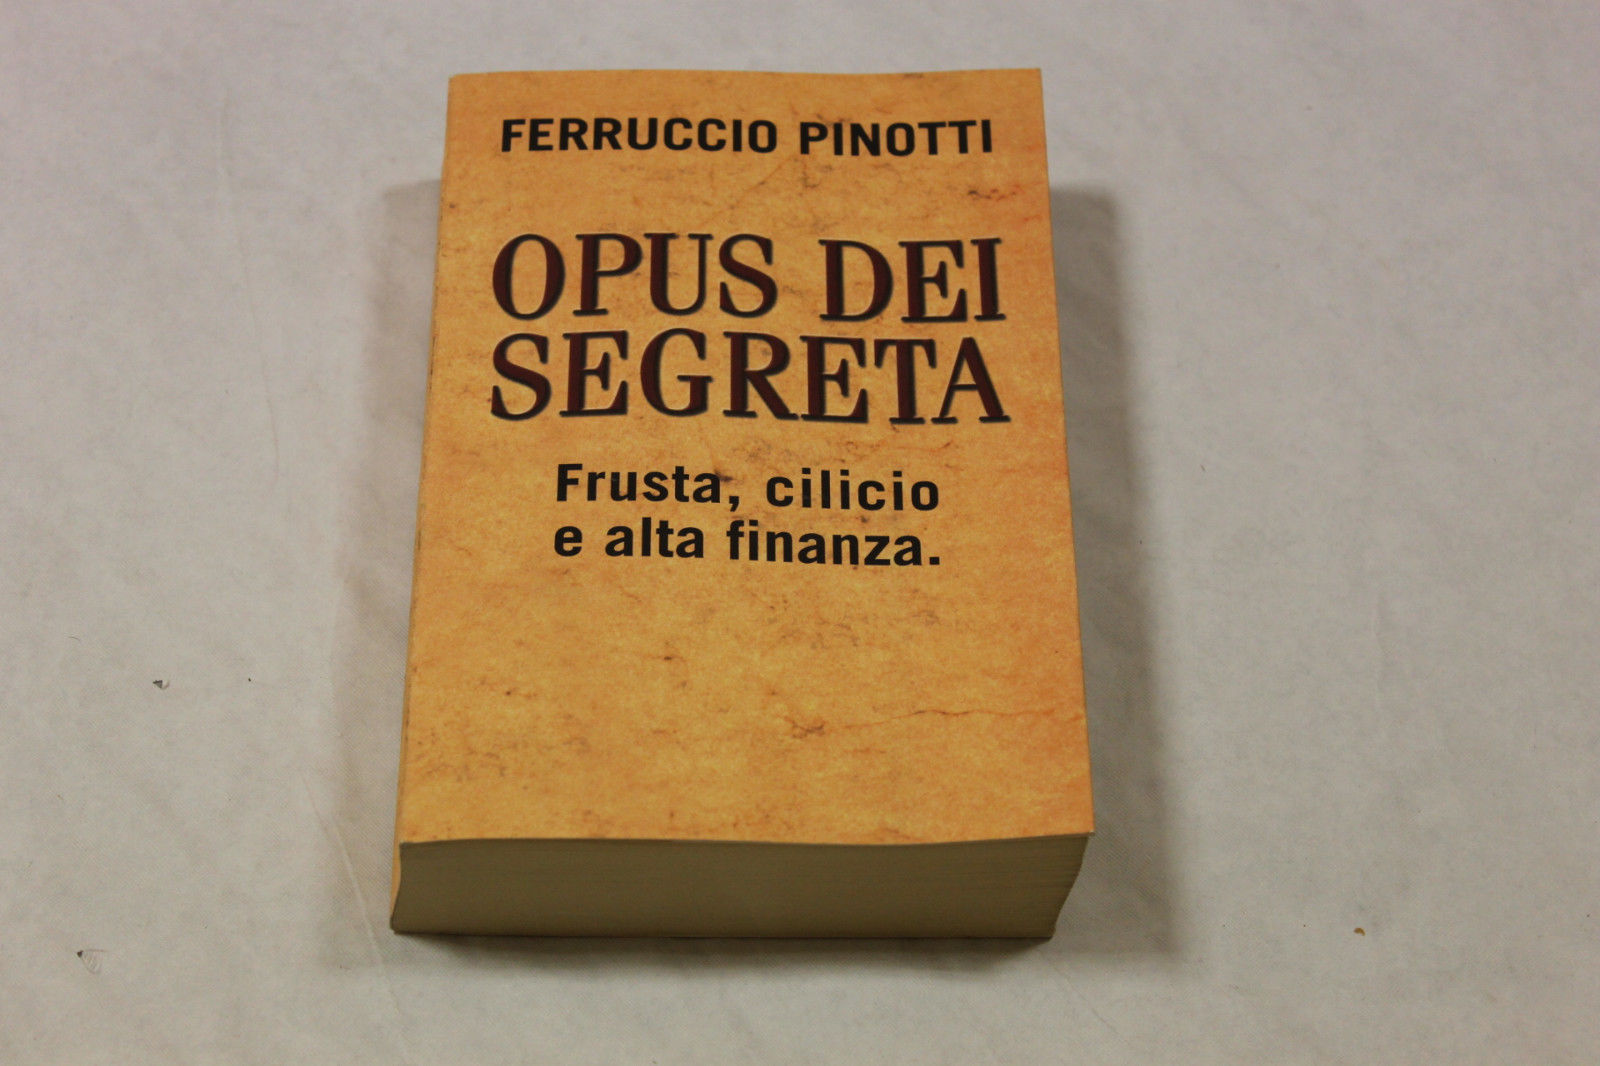 FERRUCCIO PINOTTI
OPUS DEI
SEGRETA
Frusta, cilicio
e alta finanza.